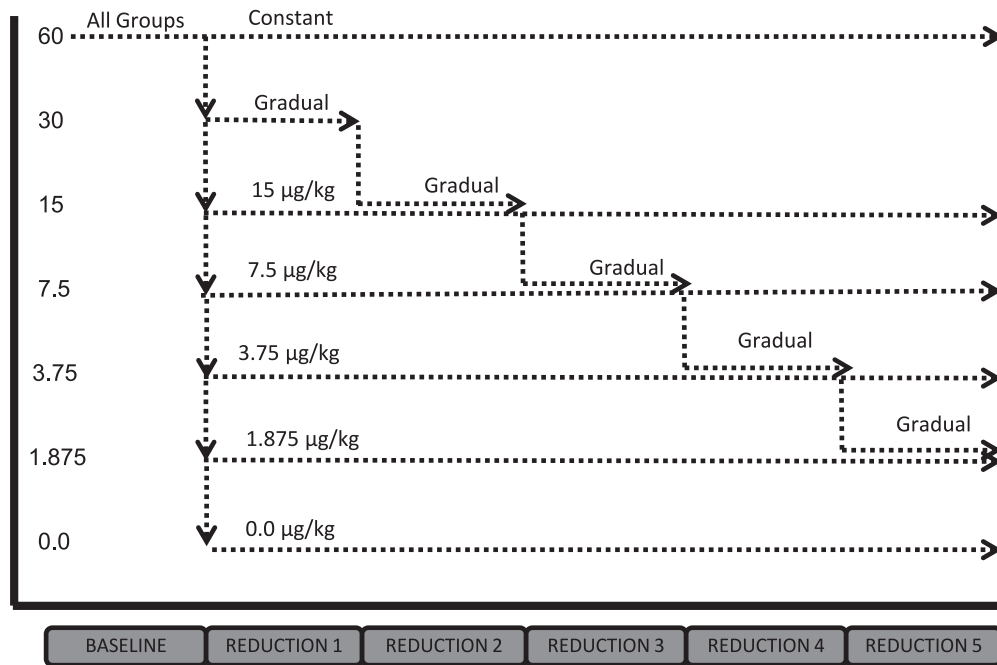 60 All Groups Constant
30 Gradual
15 15 µg/kg Gradual
7.5 7.5 µg/kg Gradual
3.75 3.75 µg/kg Gradual
1.875 1.875 µg/kg Gradual
0.0 0.0 µg/kg
BASELINE REDUCTION 1 REDUCTION 2 REDUCTION 3 REDUCTION 4 REDUCTION 5